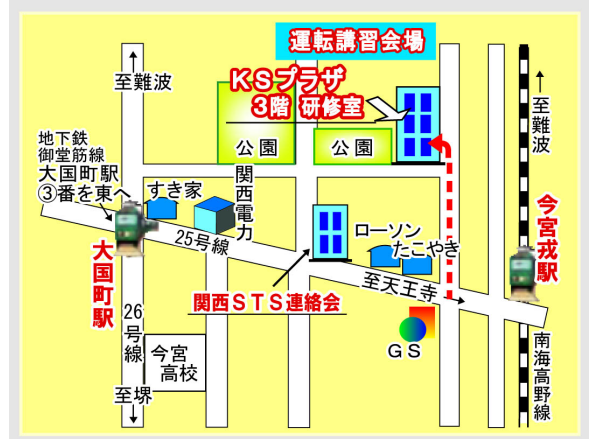 運転講習会場
KSプラザ
3階 研修室
至難波
公園
公園
至難波
地下鉄
御堂筋線
大国町駅
③番を東へ
すき家
関西電力
25号線
ローソン
たこやき
今宮戎駅
大国町駅
関西STS連絡会
至天王寺
26号線
今宮
高校
GS
至堺
南海高野線